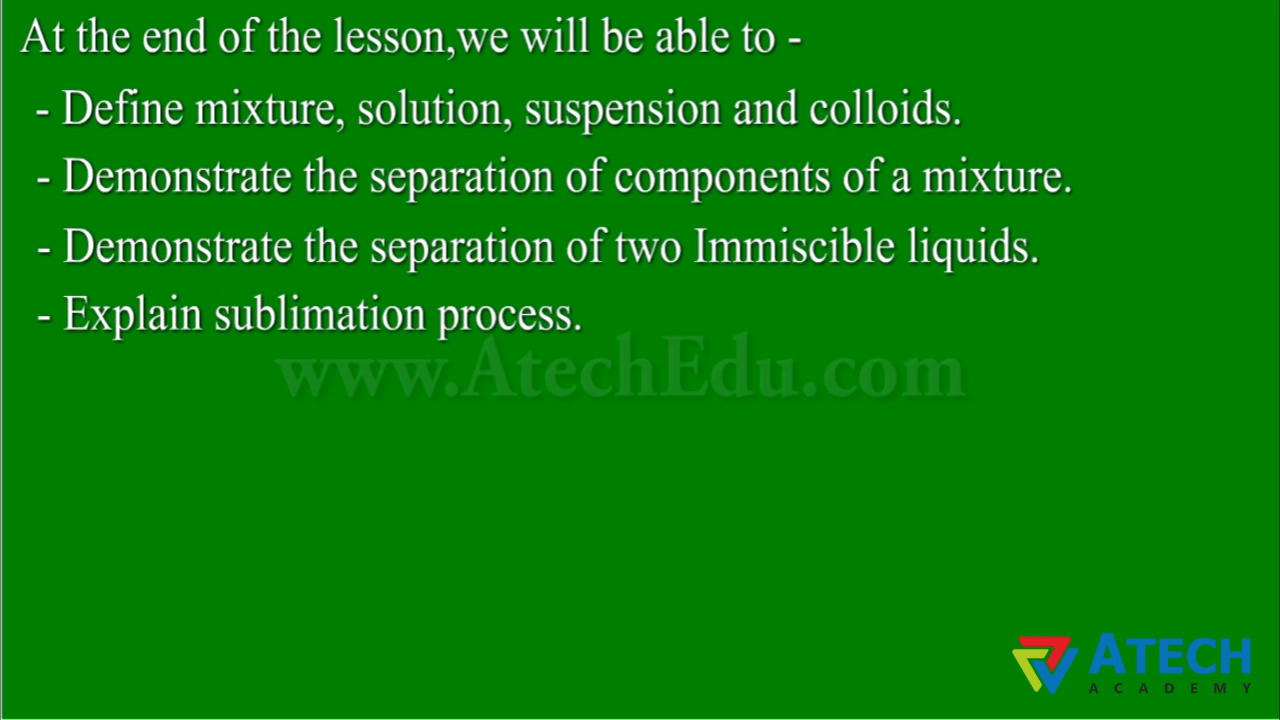 At the end of the lesson,we will be able to -
- Define mixture, solution, suspension and colloids.
- Demonstrate the separation of components of a mixture.
- Demonstrate the separation of two Immiscible liquids.
- Explain sublimation process.
www.AtechEdu.com
ATECH
ACADEMY